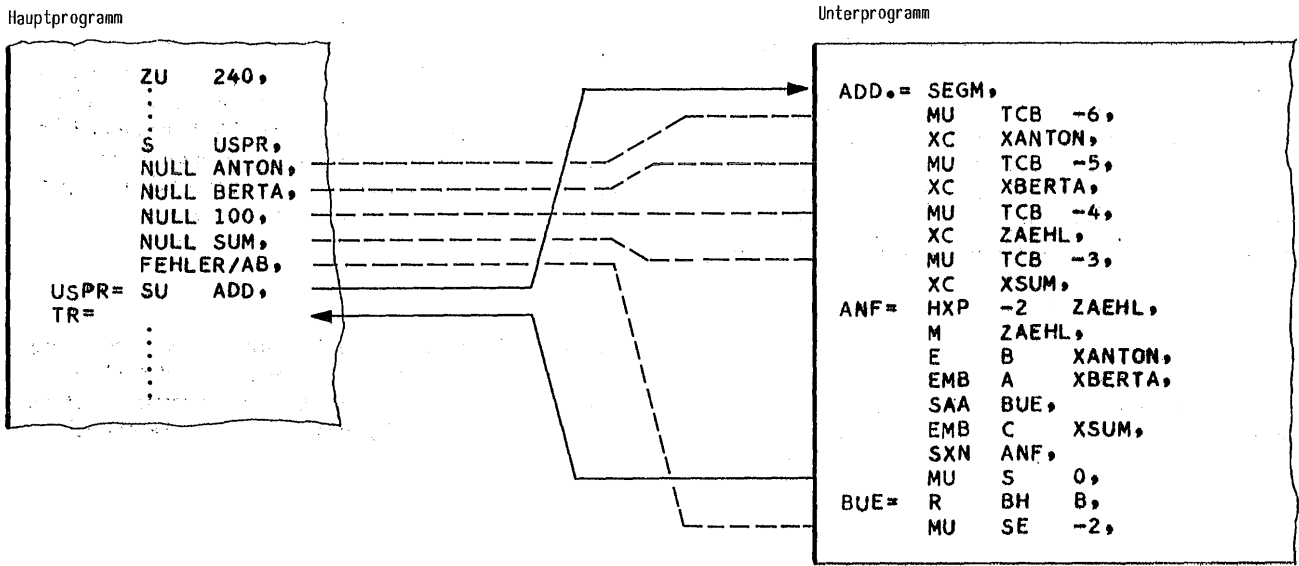 Hauptprogramm
ZU 240,
S USPR,
NULL ANTON,
NULL BERTA,
NULL 100,
NULL SUM,
FEHLER/AB,
USPR= SU ADD,
TR=
Unterprogramm
ADD.= SEGM,
MU TCB -6,
XC XANTON,
MU TCB -5,
XC XBERTA,
MU TCB -4,
XC ZAEHL,
MU TCB -3,
XC XSUM,
ANF= HXP -2 ZAEHL,
M ZAEHL,
E B XANTON,
EMB A XBERTA,
SAA BUE,
EMB C XSUM,
SXN ANF,
MU S 0,
BUE= R BH B,
MU SE -2,